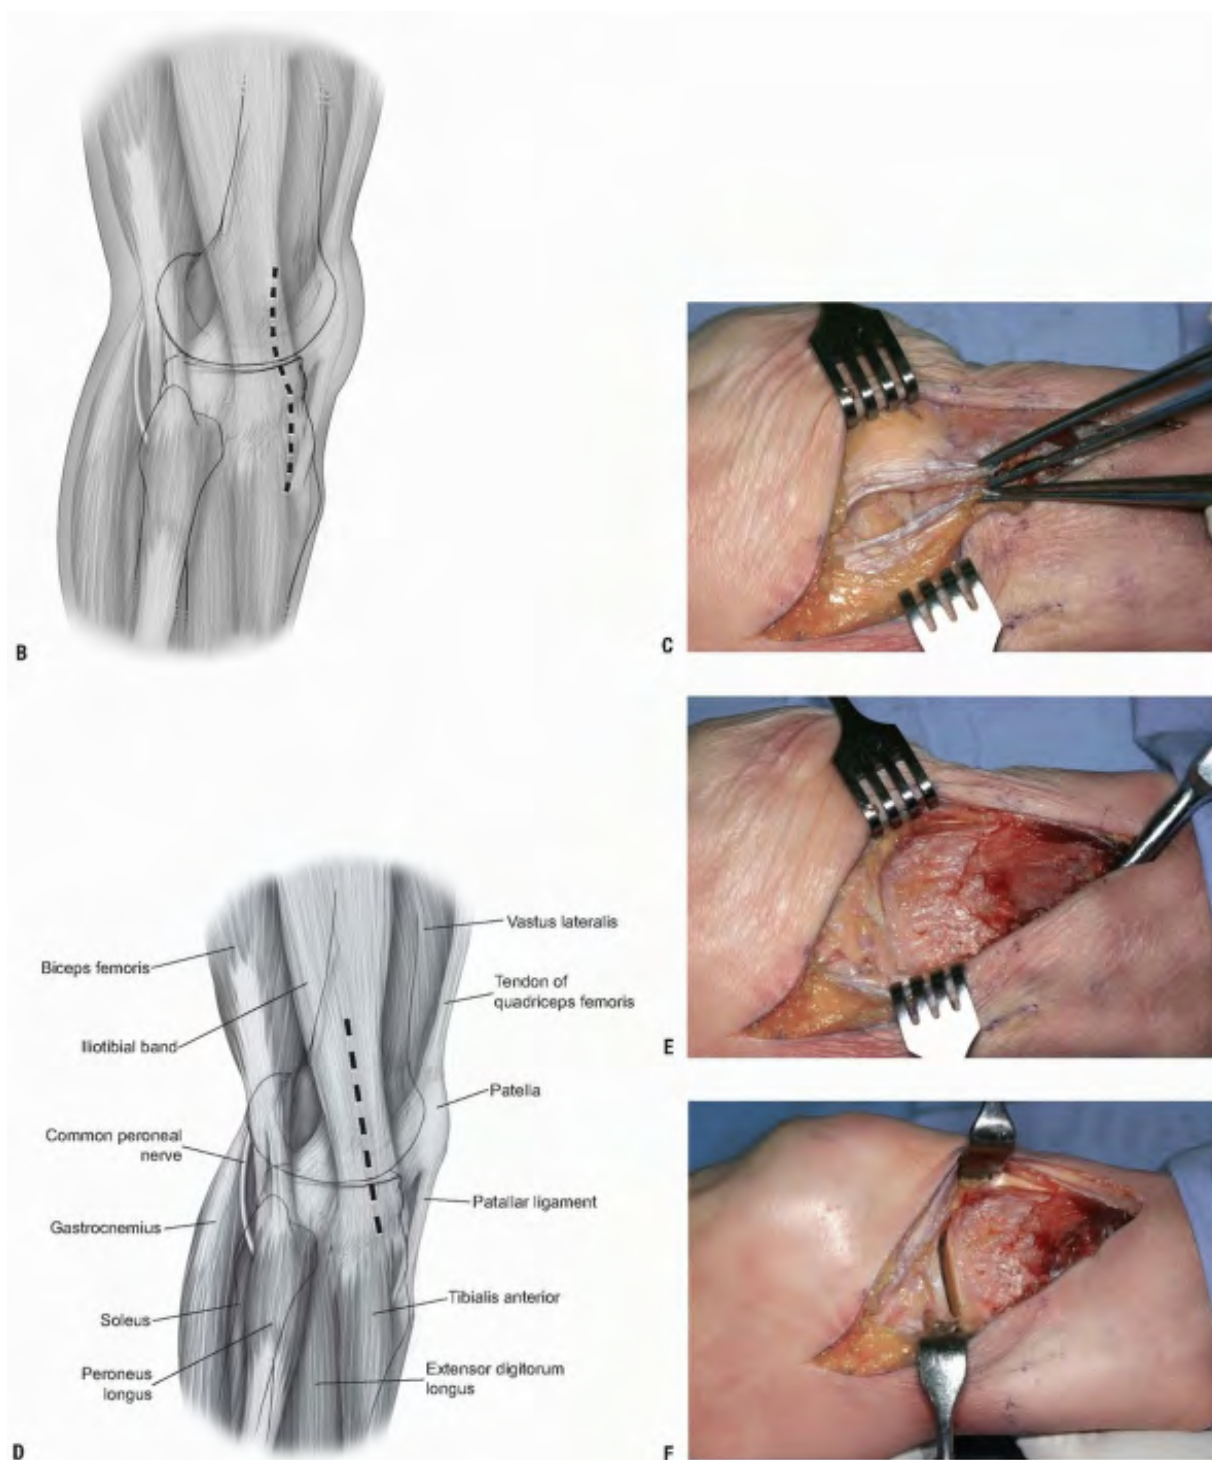 B
C
Vastus lateralis
Biceps femoris
Tendon of
quadriceps femoris
Iliotibial band
E
Patella
Common peroneal
nerve
Patallar ligament
Gastrocnemius
Tibialis anterior
Soleus
Peroneus
longus
Extensor digitorum
longus
D
F